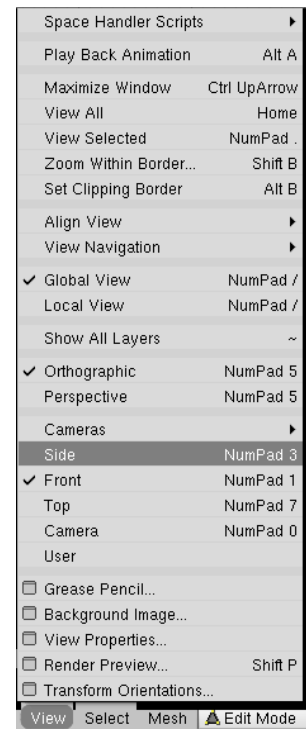 Space Handler Scripts
Play Back Animation Alt A
Maximize Window Ctrl UpArrow
View All Home
View Selected NumPad .
Zoom Within Border... Shift B
Set Clipping Border Alt B
Align View
View Navigation
Global View NumPad /
Local View NumPad /
Show All Layers ~
Orthographic NumPad 5
Perspective NumPad 5
Cameras
Side NumPad 3
Front NumPad 1
Top NumPad 7
Camera NumPad 0
User
Grease Pencil...
Background Image...
View Properties...
Render Preview... Shift P
Transform Orientations...
View Select Mesh Edit Mode